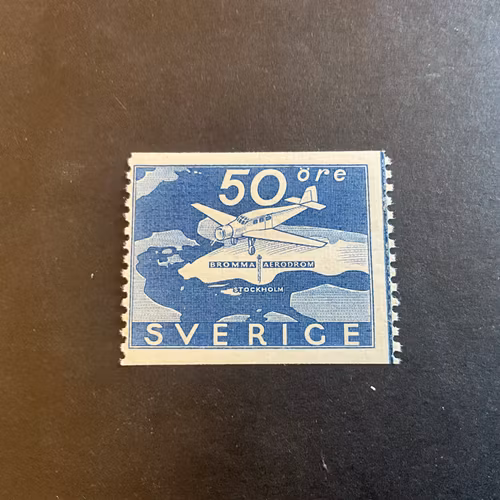 50 öre
BROMMA AERODROM
STOCKHOLM
SVERIGE